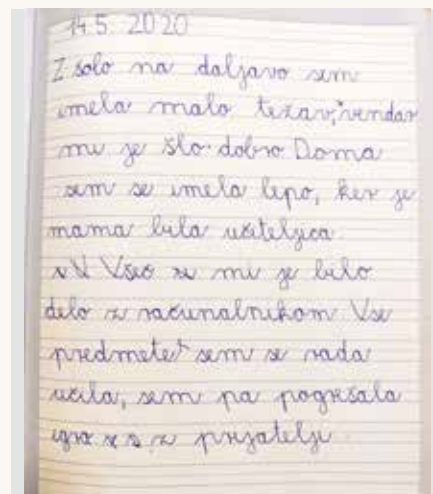 14.5. 2020
Z šolo na daljavo sem
imela malo težav, vendar
mi je šlo dobro. Doma
sem se imela lepo, ker je
mama bila učiteljica.
V Všeč mi je bilo
delo z računalnikom Vse
predmete sem se rada
učila, sem pa pogrešala
igro s z prijatelji.